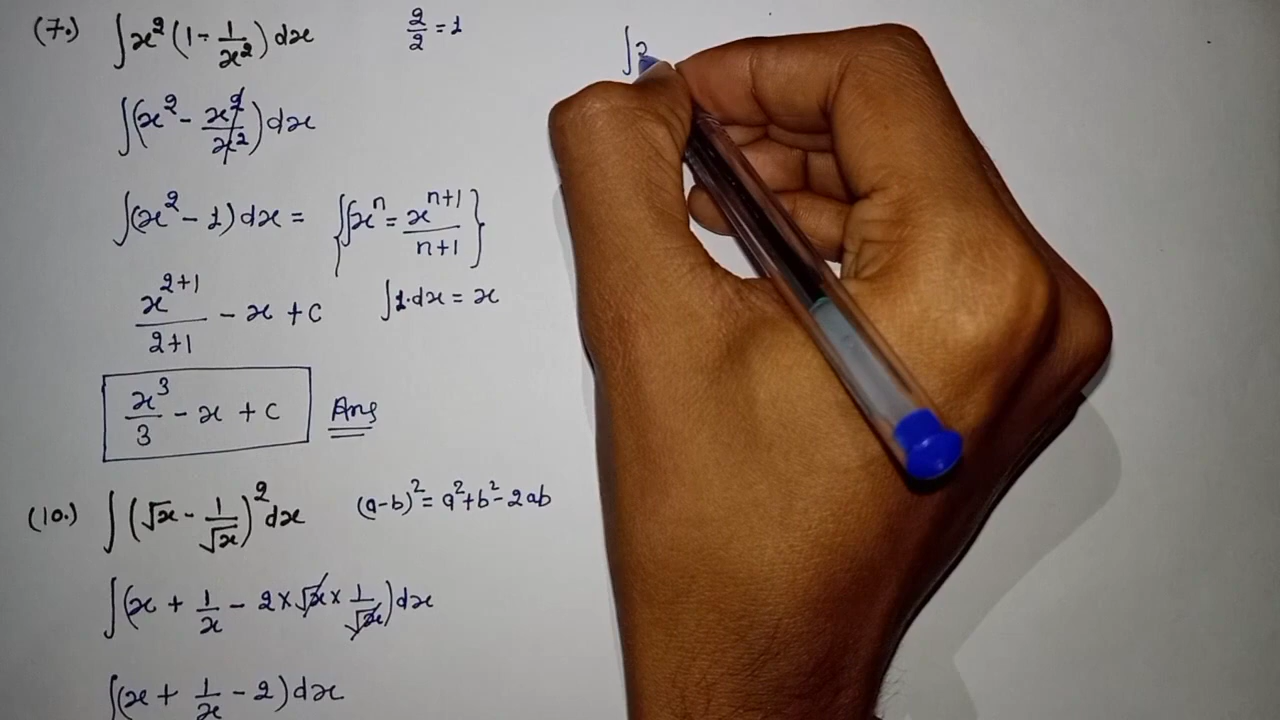 (7.) ∫x²(1 - 1/x²)dx 2/2 = 1
∫(x² - x²/x²)dx
∫(x² - 1)dx = {∫xⁿ = xⁿ⁺¹/n+1}
x²⁺¹/2+1 - x + c ∫1·dx = x
x³/3 - x + c Ans
(10.) ∫(√x - 1/√x)²dx (a-b)² = a²+b²-2ab
∫(x + 1/x - 2×√x×1/√x)dx
∫(x + 1/x - 2)dx
∫